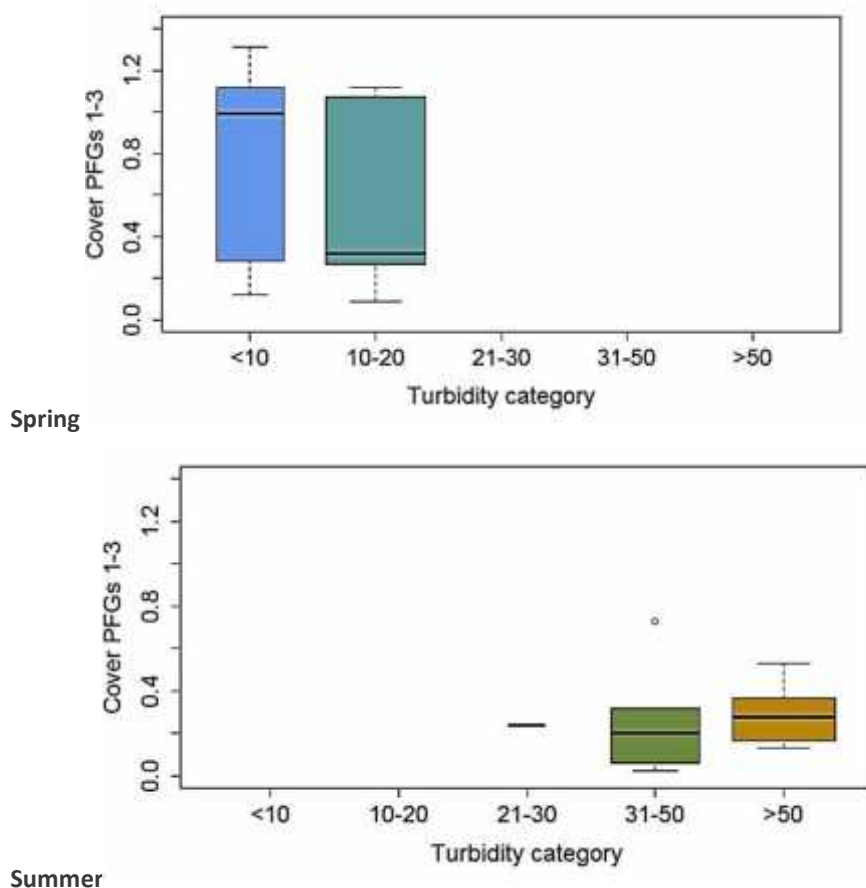 Cover PFGs 1-3
1.2
0.8
0.4
0.0
<10 10-20 21-30 31-50 >50
Turbidity category
Spring
Cover PFGs 1-3
1.2
0.8
0.4
0.0
<10 10-20 21-30 31-50 >50
Turbidity category
Summer